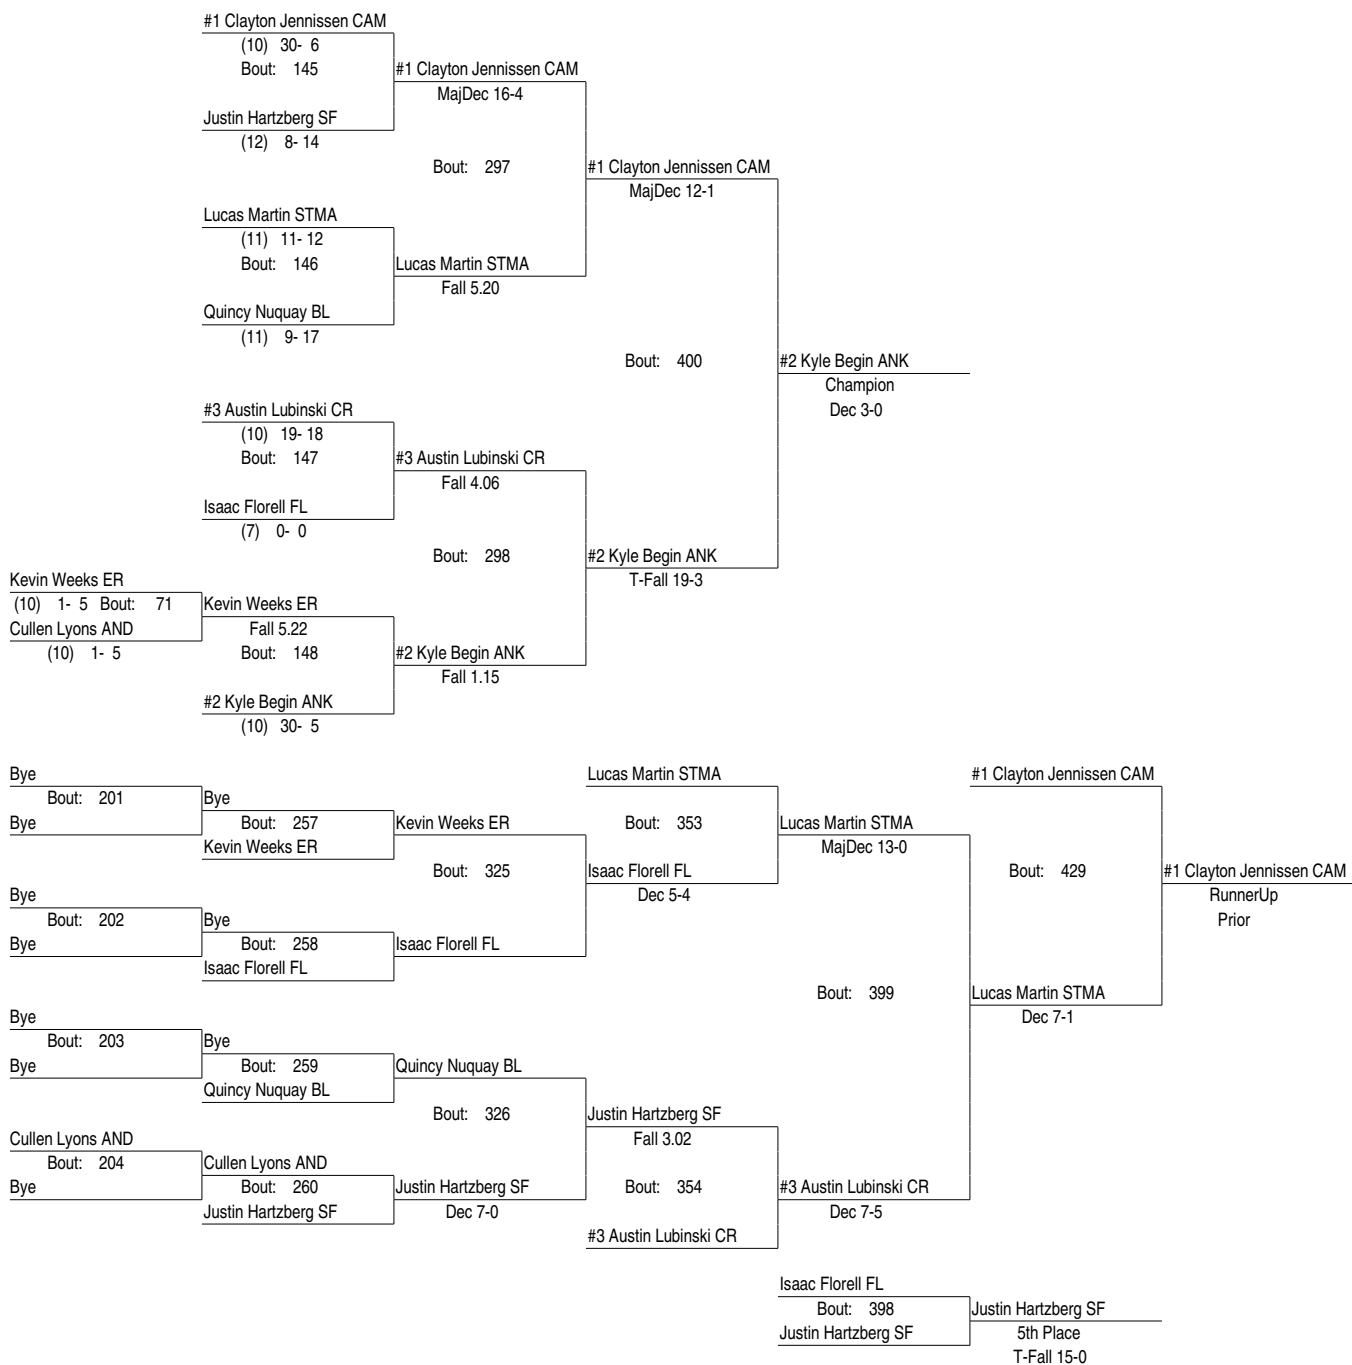 #1 Clayton Jennissen CAM
(10) 30- 6
Bout: 145
#1 Clayton Jennissen CAM
MajDec 16-4
Justin Hartzberg SF
(12) 8- 14
Bout: 297
#1 Clayton Jennissen CAM
MajDec 12-1
Lucas Martin STMA
(11) 11- 12
Bout: 146
Lucas Martin STMA
Fall 5.20
Quincy Nuquay BL
(11) 9- 17
Bout: 400
#2 Kyle Begin ANK
Champion
Dec 3-0
#3 Austin Lubinski CR
(10) 19- 18
Bout: 147
#3 Austin Lubinski CR
Fall 4.06
Isaac Florell FL
(7) 0- 0
Bout: 298
#2 Kyle Begin ANK
T-Fall 19-3
Kevin Weeks ER
(10) 1- 5 Bout: 71
Kevin Weeks ER
Cullen Lyons AND
Fall 5.22
(10) 1- 5
Bout: 148
#2 Kyle Begin ANK
Fall 1.15
#2 Kyle Begin ANK
(10) 30- 5
Bye
Lucas Martin STMA
#1 Clayton Jennissen CAM
Bout: 201
Bye
Bye
Bout: 257
Kevin Weeks ER
Bout: 353
Lucas Martin STMA
Kevin Weeks ER
MajDec 13-0
Bout: 325
Isaac Florell FL
Bout: 429
#1 Clayton Jennissen CAM
Bye
Dec 5-4
RunnerUp
Bout: 202
Bye
Prior
Bye
Bout: 258
Isaac Florell FL
Isaac Florell FL
Bout: 399
Lucas Martin STMA
Bye
Dec 7-1
Bout: 203
Bye
Bye
Bout: 259
Quincy Nuquay BL
Quincy Nuquay BL
Bout: 326
Justin Hartzberg SF
Cullen Lyons AND
Fall 3.02
Bout: 204
Cullen Lyons AND
Bye
Bout: 260
Justin Hartzberg SF
Bout: 354
#3 Austin Lubinski CR
Justin Hartzberg SF
Dec 7-0
Dec 7-5
#3 Austin Lubinski CR
Isaac Florell FL
Bout: 398
Justin Hartzberg SF
Justin Hartzberg SF
5th Place
T-Fall 15-0